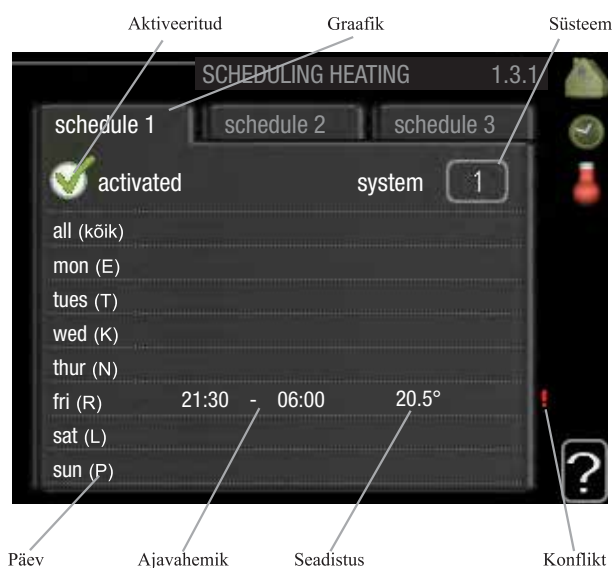 Aktiveeritud Graafik Süsteem
SCHEDULING HEATING 1.3.1
schedule 1 schedule 2 schedule 3
activated system 1
all (kõik)
mon (E)
tues (T)
wed (K)
thur (N)
fri (R) 21:30 - 06:00 20.5° !
sat (L)
sun (P)
?
Päev Ajavahemik Seadistus Konflikt